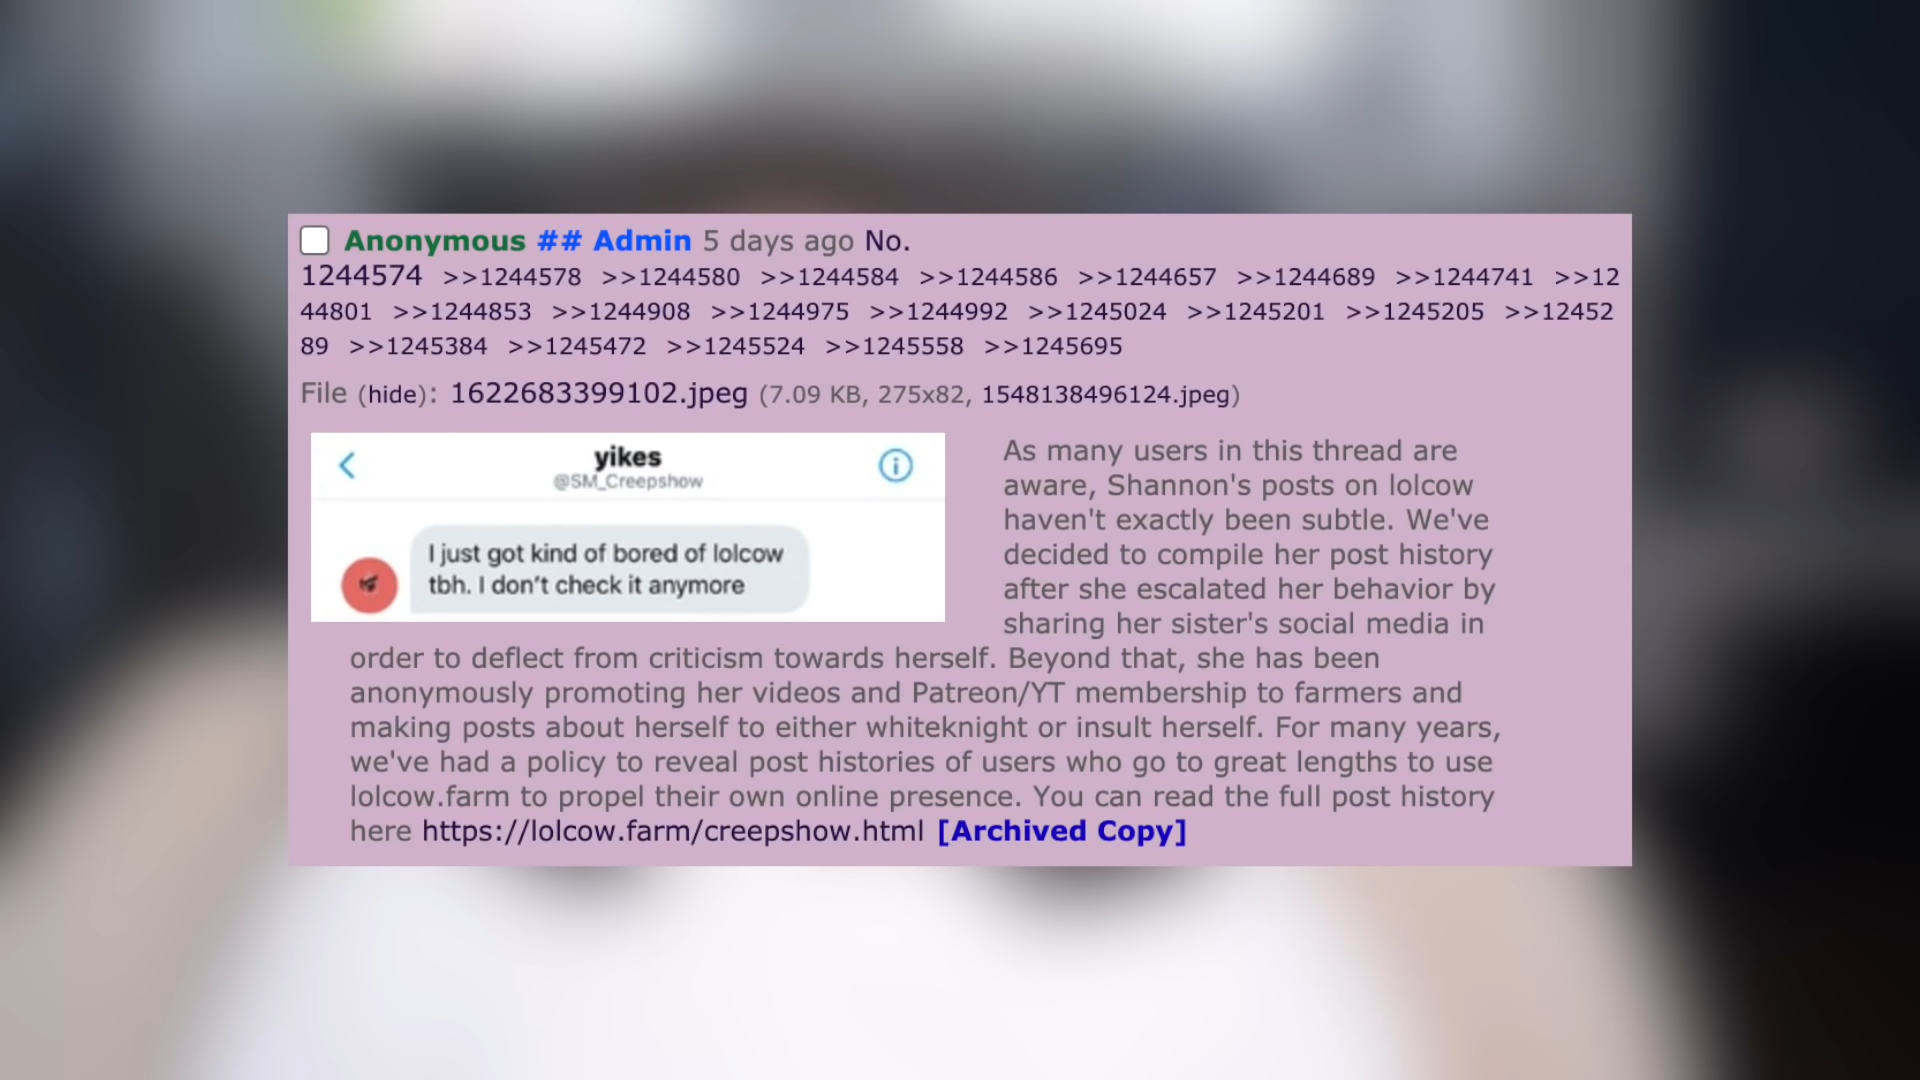 Anonymous ## Admin 5 days ago No.
1244574 >>1244578 >>1244580 >>1244584 >>1244586 >>1244657 >>1244689 >>1244741 >>12
44801 >>1244853 >>1244908 >>1244975 >>1244992 >>1245024 >>1245201 >>1245205 >>12452
89 >>1245384 >>1245472 >>1245524 >>1245558 >>1245695
File (hide): 1622683399102.jpeg (7.09 KB, 275x82, 1548138496124.jpeg)
yikes
@SM_Creepshow
I just got kind of bored of lolcow
tbh. I don't check it anymore
As many users in this thread are
aware, Shannon's posts on lolcow
haven't exactly been subtle. We've
decided to compile her post history
after she escalated her behavior by
sharing her sister's social media in
order to deflect from criticism towards herself. Beyond that, she has been
anonymously promoting her videos and Patreon/YT membership to farmers and
making posts about herself to either whiteknight or insult herself. For many years,
we've had a policy to reveal post histories of users who go to great lengths to use
lolcow.farm to propel their own online presence. You can read the full post history
here https://lolcow.farm/creepshow.html [Archived Copy]